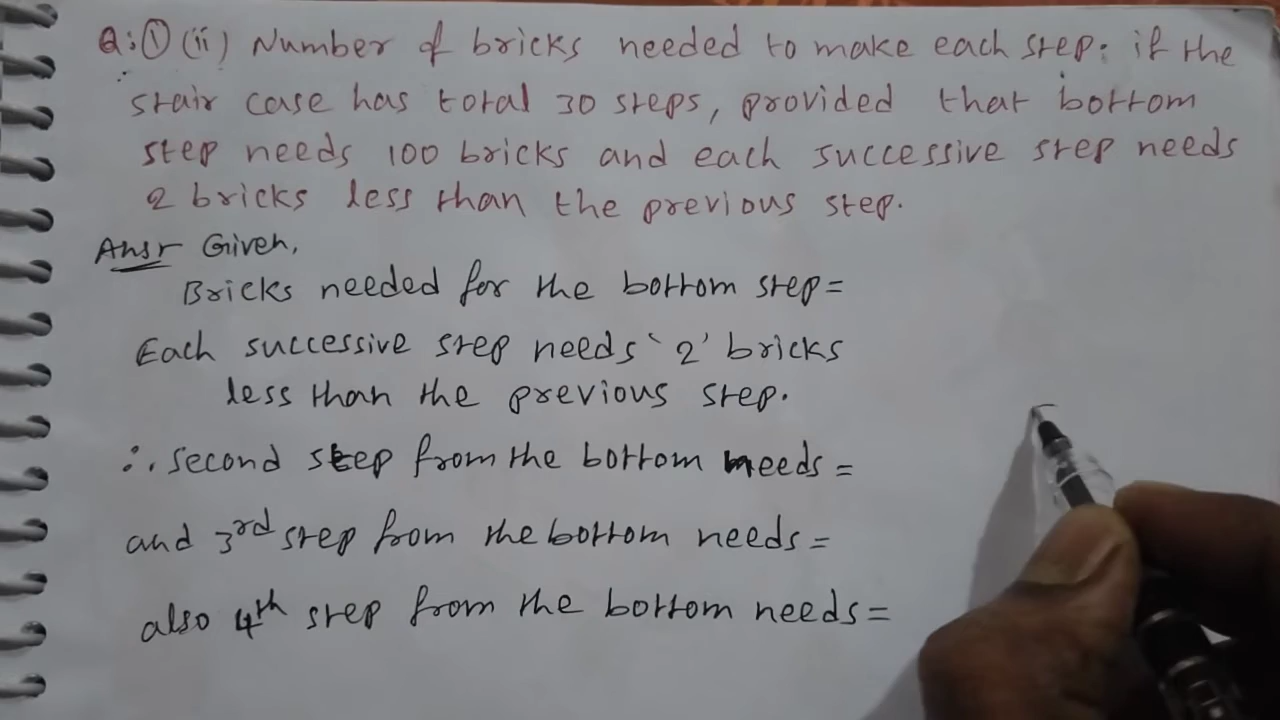 Q:① (ii) Number of bricks needed to make each step: if the
stair case has total 30 steps, provided that bottom
step needs 100 bricks and each successive step needs
2 bricks less than the previous step.
Ansr Given,
Bricks needed for the bottom step =
Each successive step needs '2' bricks
less than the previous step.
∴ second step from the bottom needs =
and 3rd step from the bottom needs =
also 4th step from the bottom needs =